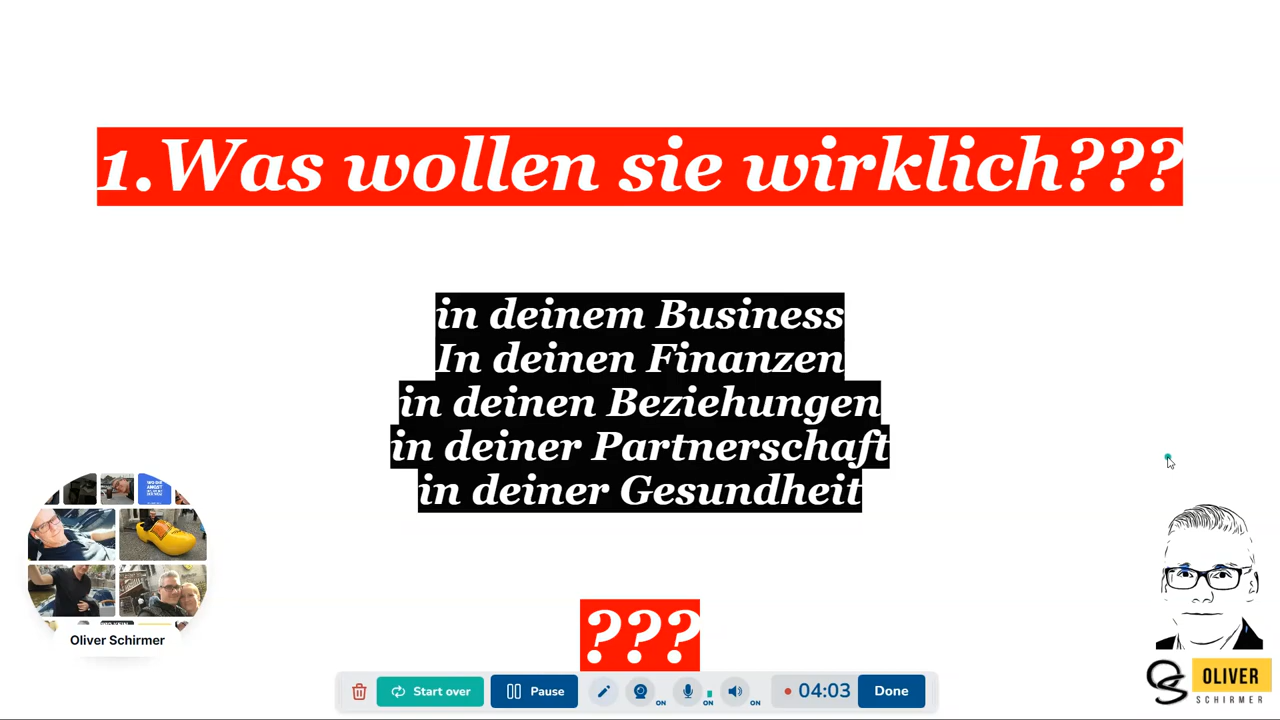 1.Was wollen sie wirklich???
in deinem Business
In deinen Finanzen
in deinen Beziehungen
in deiner Partnerschaft
in deiner Gesundheit
???
Oliver Schirmer
Start over
Pause
ON
ON
ON
04:03
Done
OLIVER
SCHIRMER